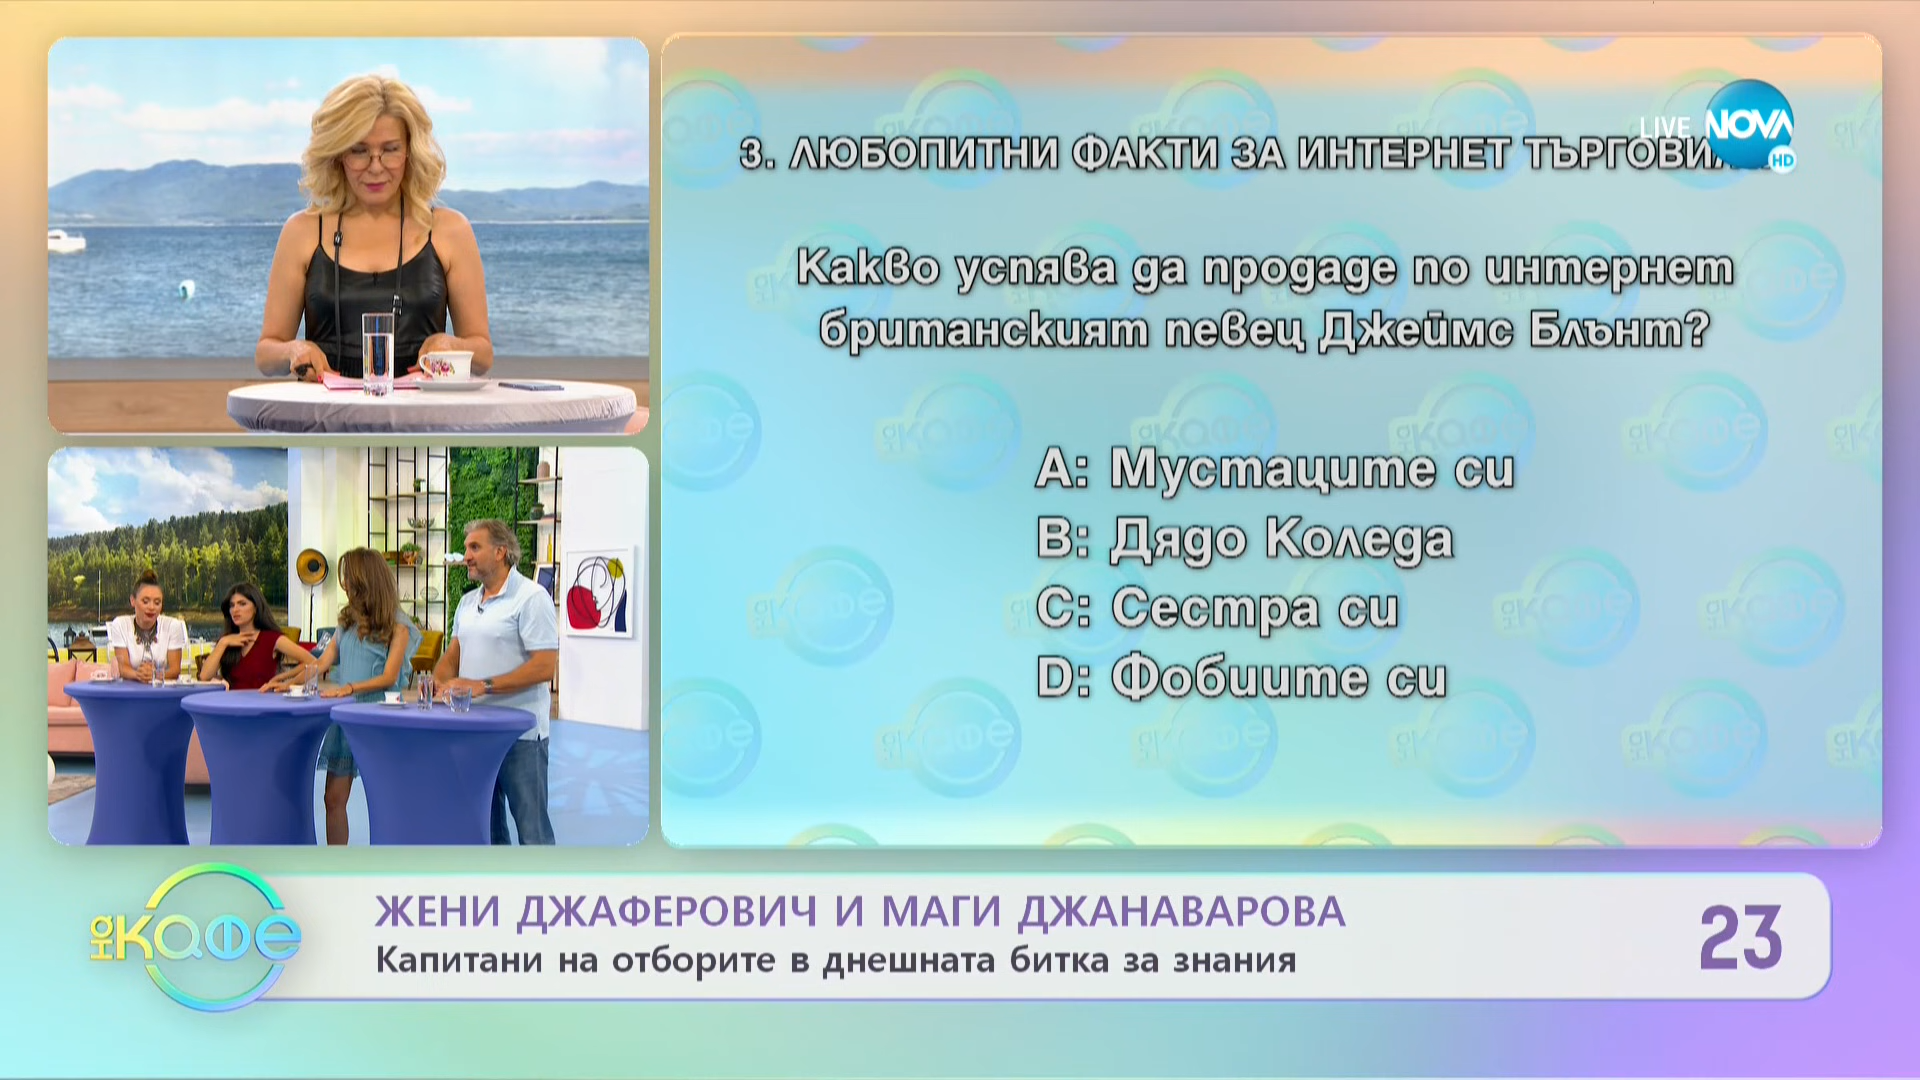 3. ЛЮБОПИТНИ ФАКТИ ЗА ИНТЕРНЕТ
LIVE NOVA HD
Какво успява да продаде по интернет
британският певец Джеймс Блънт?
A: Мустаците си
B: Дядо Коледа
C: Сестра си
D: Фобиите си
на кафе
ЖЕНИ ДЖАФЕРОВИЧ И МАГИ ДЖАНАВАРОВА
Капитани на отборите в днешната битка за знания
23